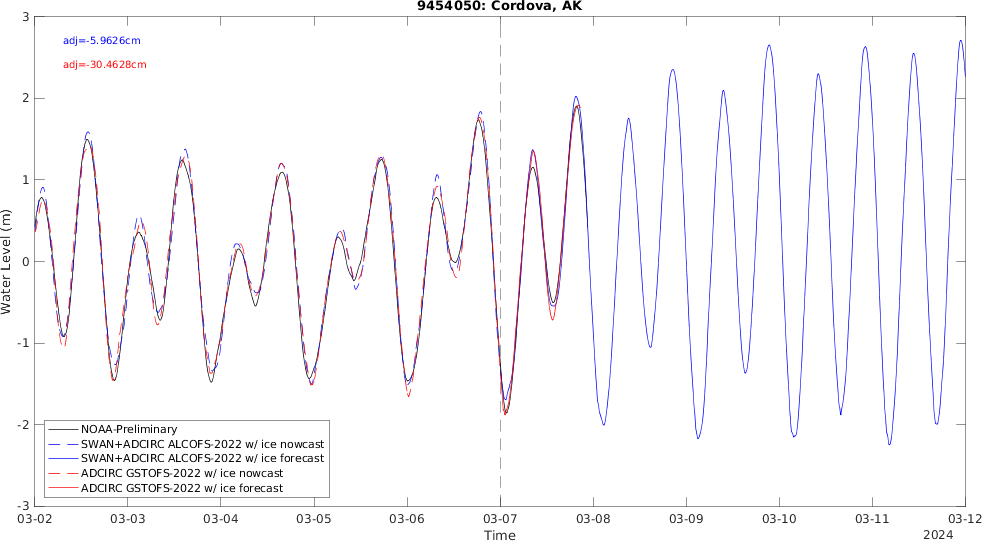 9454050: Cordova, AK
3
adj=-5.9626cm
adj=-30.4628cm
2
1
0
-1
-2
-3
Water Level (m)
NOAA-Preliminary
SWAN+ADCIRC ALCOFS-2022 w/ ice nowcast
SWAN+ADCIRC ALCOFS-2022 w/ ice forecast
ADCIRC GSTOFS-2022 w/ ice nowcast
ADCIRC GSTOFS-2022 w/ ice forecast
03-02 03-03 03-04 03-05 03-06 03-07 03-08 03-09 03-10 03-11 03-12
Time
2024